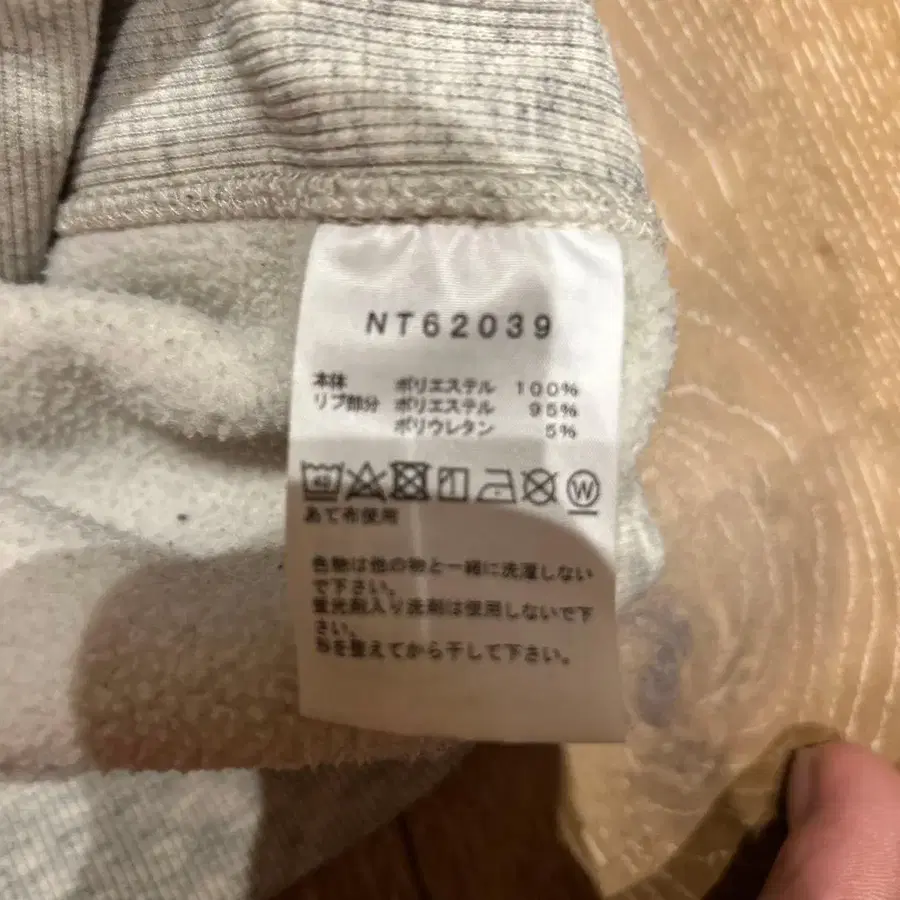 NT62039
本体 ポリエステル 100%
リブ部分 ポリエステル 95%
ポリウレタン 5%
40 W
あて布使用
色物は他の物と一緒に洗濯しない
で下さい。
蛍光剤入り洗剤は使用しないで下
さい。
形を整えてから干して下さい。